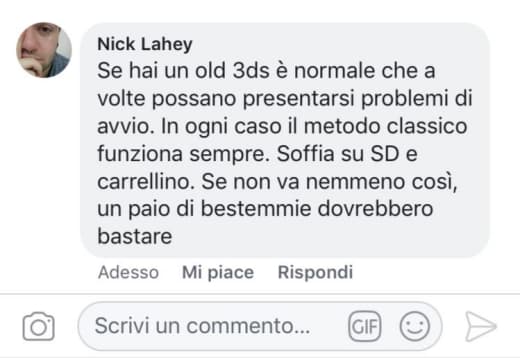 Nick Lahey
Se hai un old 3ds è normale che a
volte possano presentarsi problemi di
avvio. In ogni caso il metodo classico
funziona sempre. Soffia su SD e
carrellino. Se non va nemmeno così,
un paio di bestemmie dovrebbero
bastare
Adesso Mi piace Rispondi
Scrivi un commento... GIF